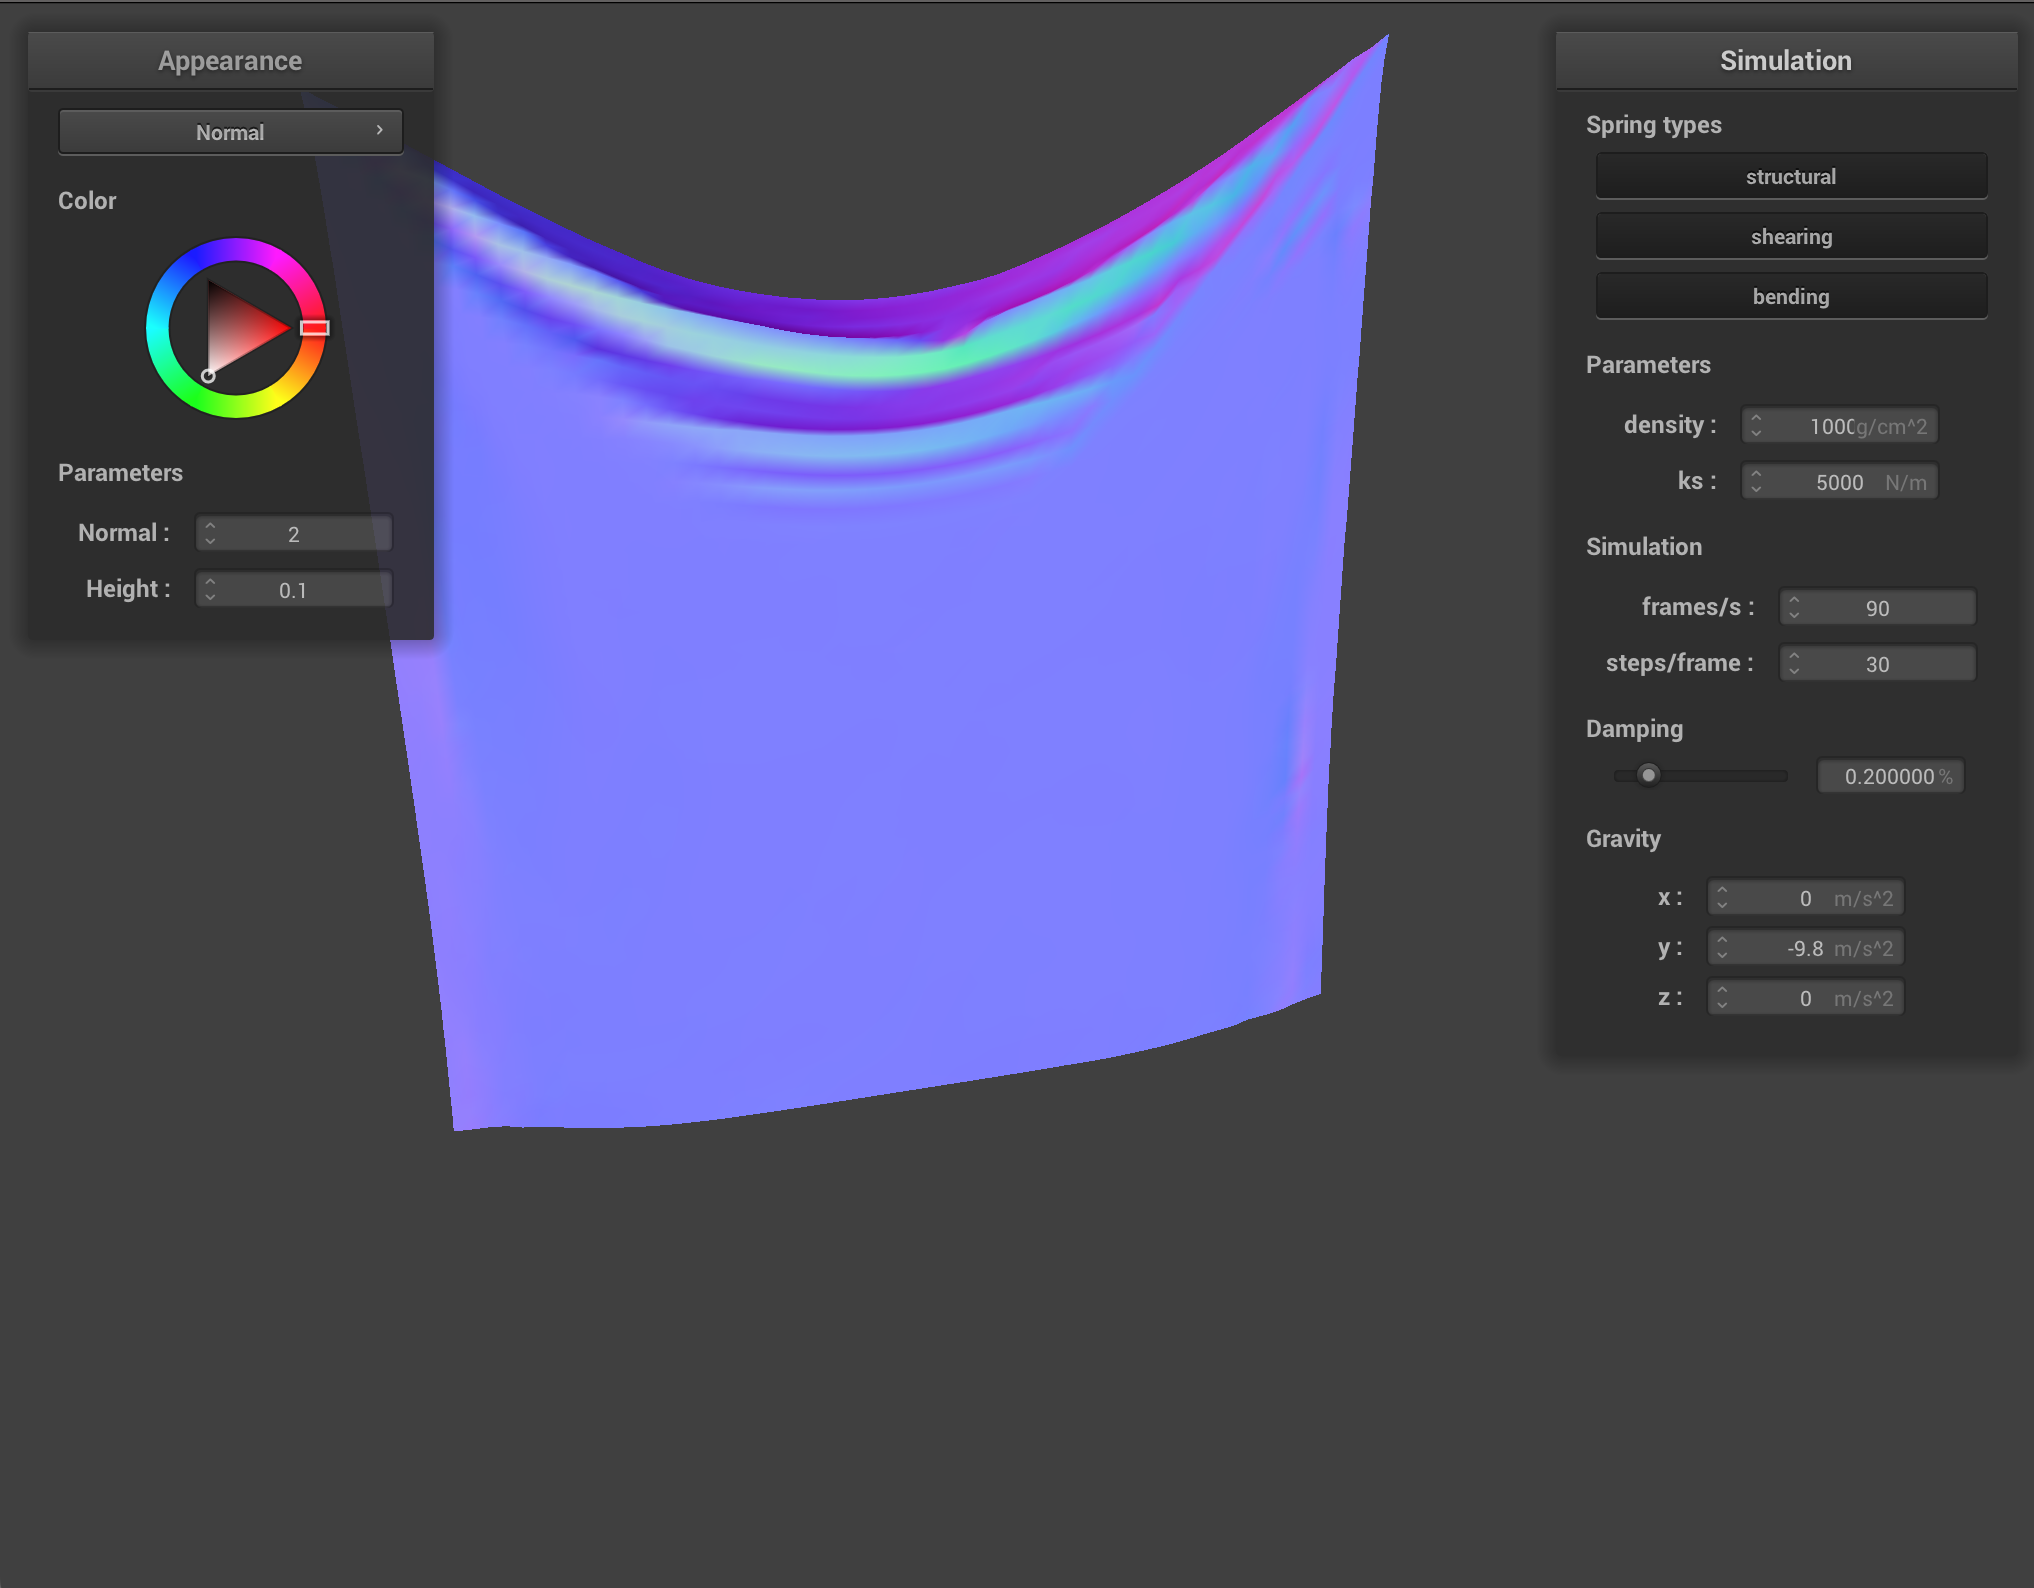 Appearance
Normal
Color
Parameters
Normal : 2
Height : 0.1
Simulation
Spring types
structural
shearing
bending
Parameters
density : 1000 g/cm^2
ks : 5000 N/m
Simulation
frames/s : 90
steps/frame : 30
Damping
0.200000 %
Gravity
x : 0 m/s^2
y : -9.8 m/s^2
z : 0 m/s^2